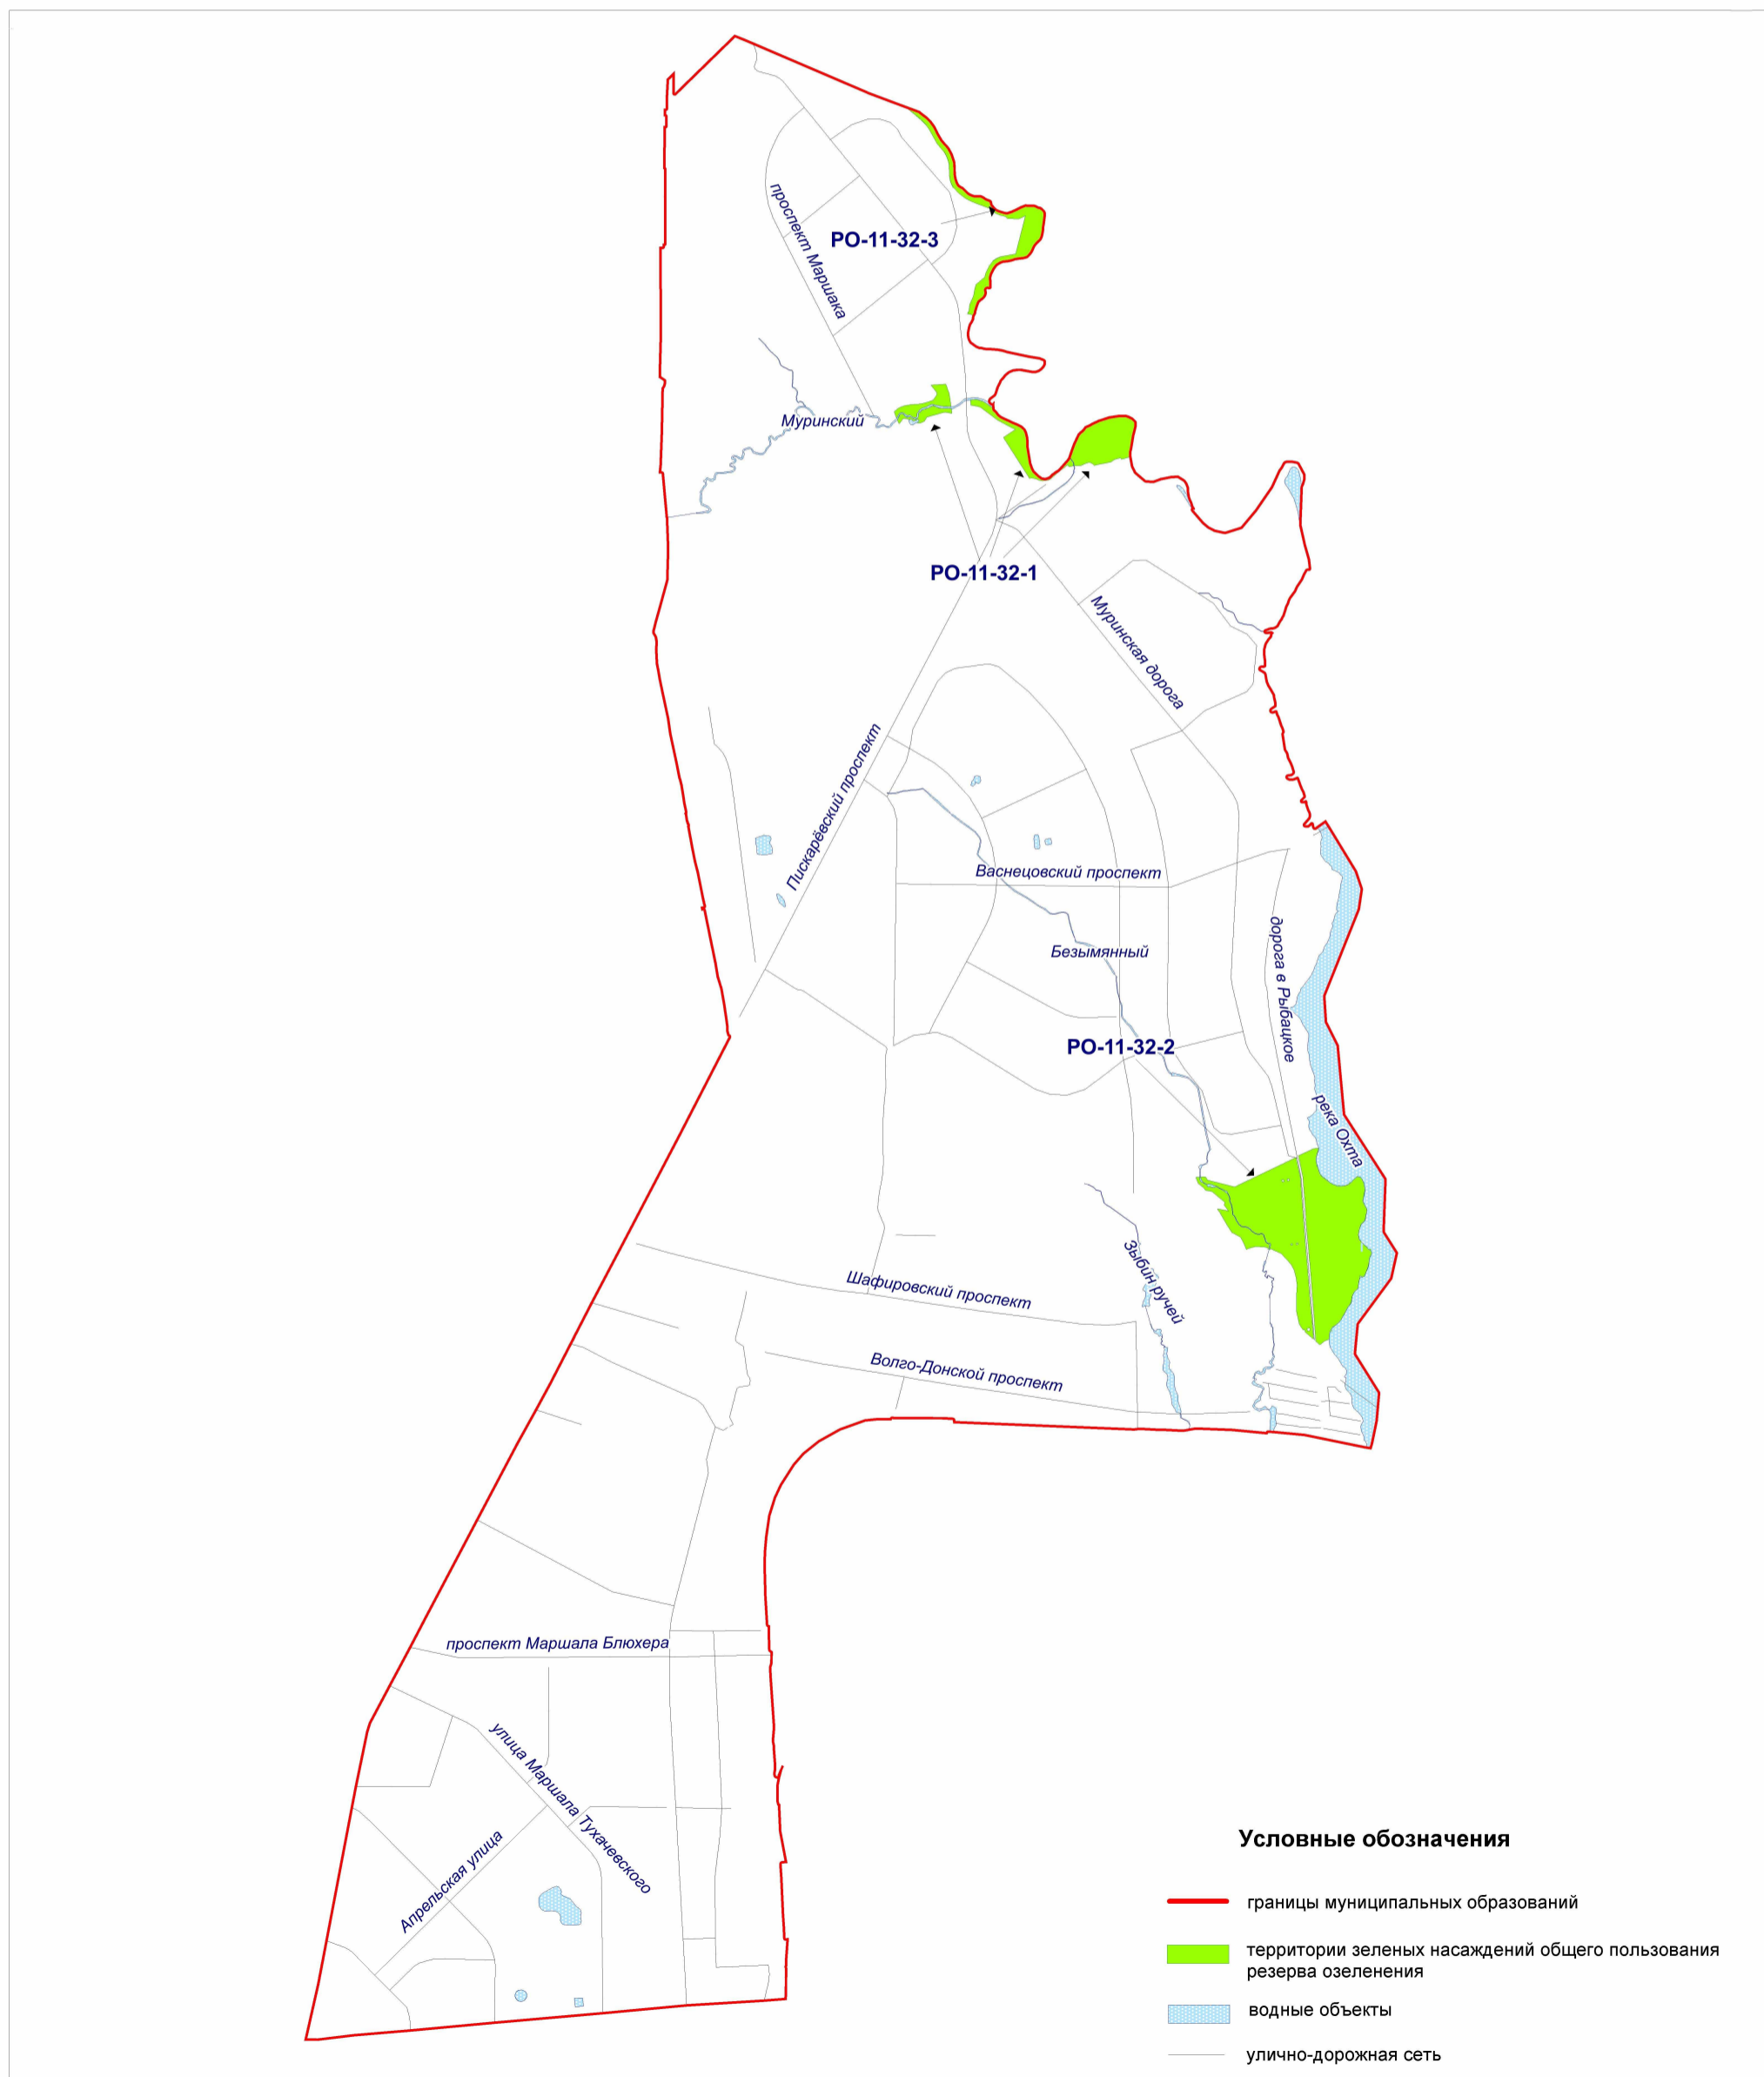 проспект Маршака
РО-11-32-3
Муринский
РО-11-32-1
Муринская дорога
Пискарёвский проспект
Васнецовский проспект
Безымянный
дорога в Рыбацкое
РО-11-32-2
река Охта
Зыбин ручей
Шафировский проспект
Волго-Донской проспект
проспект Маршала Блюхера
улица Маршала Тухачевского
Апрельская улица
Условные обозначения
границы муниципальных образований
территории зеленых насаждений общего пользования
резерва озеленения
водные объекты
улично-дорожная сеть